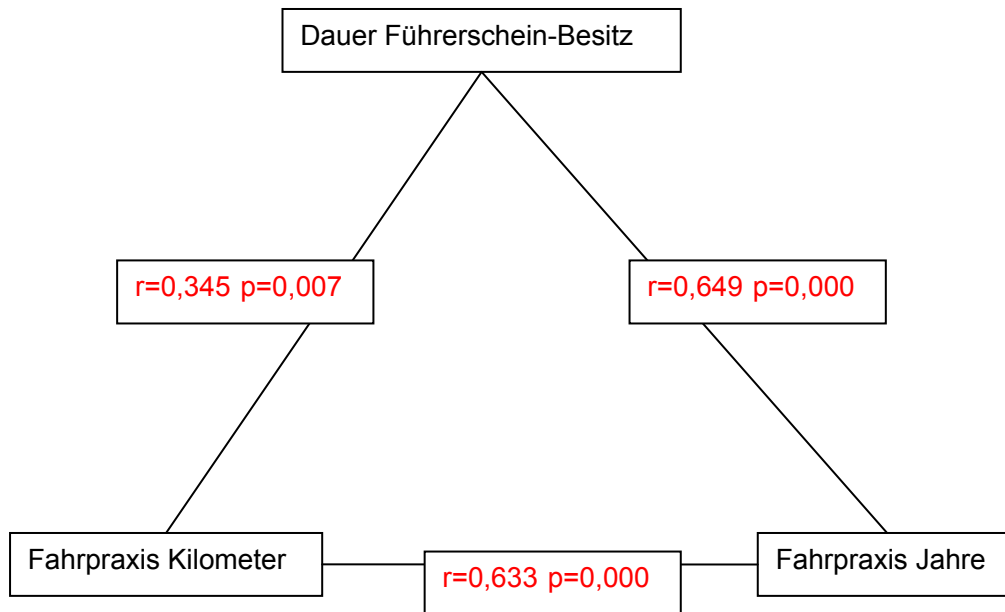 Dauer Führerschein-Besitz
r=0,345 p=0,007
r=0,649 p=0,000
Fahrpraxis Kilometer
r=0,633 p=0,000
Fahrpraxis Jahre